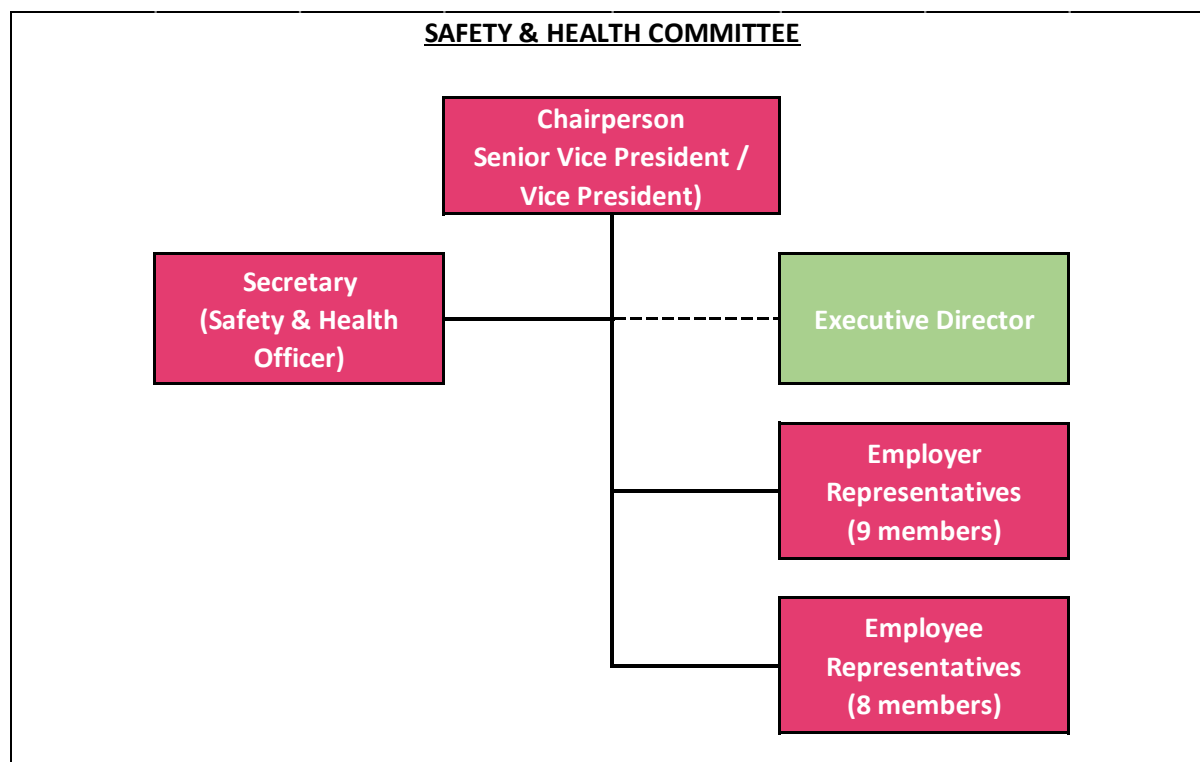 SAFETY & HEALTH COMMITTEE
Chairperson
Senior Vice President /
Vice President)
Secretary
(Safety & Health
Officer)
Executive Director
Employer
Representatives
(9 members)
Employee
Representatives
(8 members)